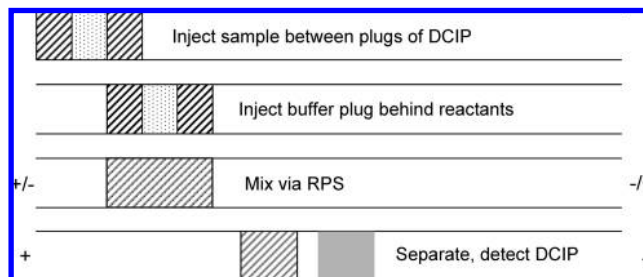 Inject sample between plugs of DCIP
Inject buffer plug behind reactants
+/- Mix via RPS -/
+ Separate, detect DCIP